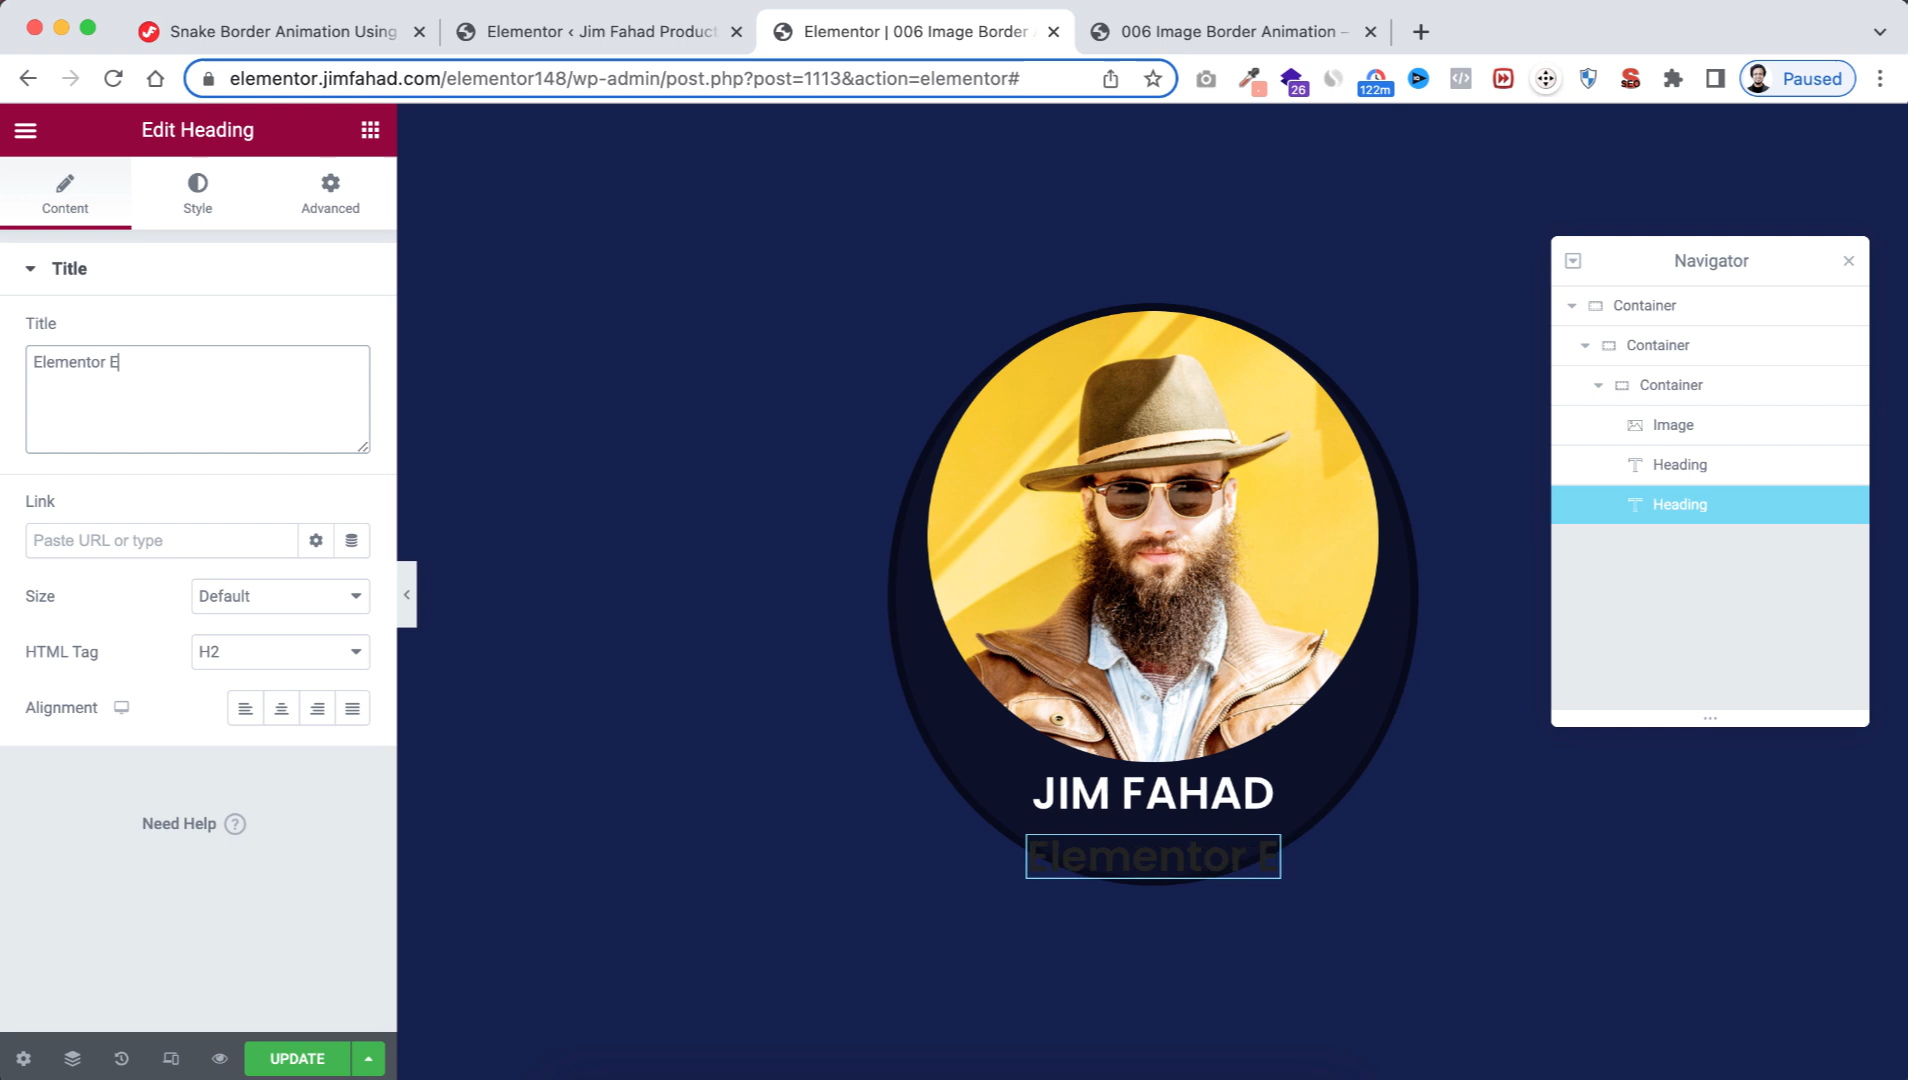 Snake Border Animation Using
Elementor ‹ Jim Fahad Product
Elementor | 006 Image Border A
006 Image Border Animation –
elementor.jimfahad.com/elementor148/wp-admin/post.php?post=1113&action=elementor#
26
122m
SEO
Paused
Edit Heading
Content
Style
Advanced
Title
Title
Elementor E
Link
Paste URL or type
Size
Default
HTML Tag
H2
Alignment
Need Help ?
UPDATE
JIM FAHAD
Elementor E
Navigator
Container
Container
Container
Image
Heading
Heading